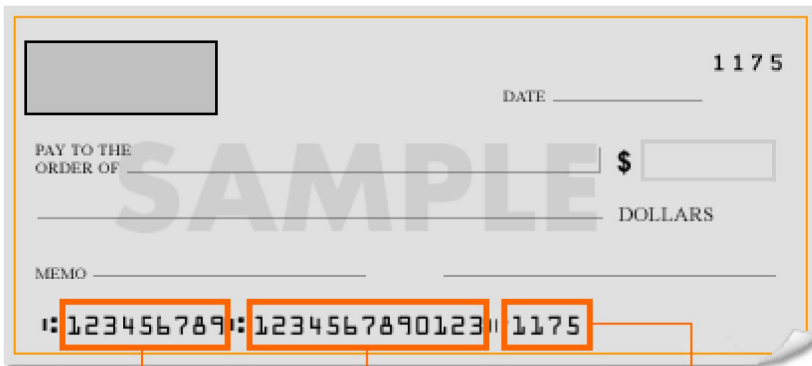 1175
DATE
PAY TO THE
ORDER OF
$
SAMPLE
DOLLARS
MEMO
⑆123456789⑆ 1234567890123⑈ 1175